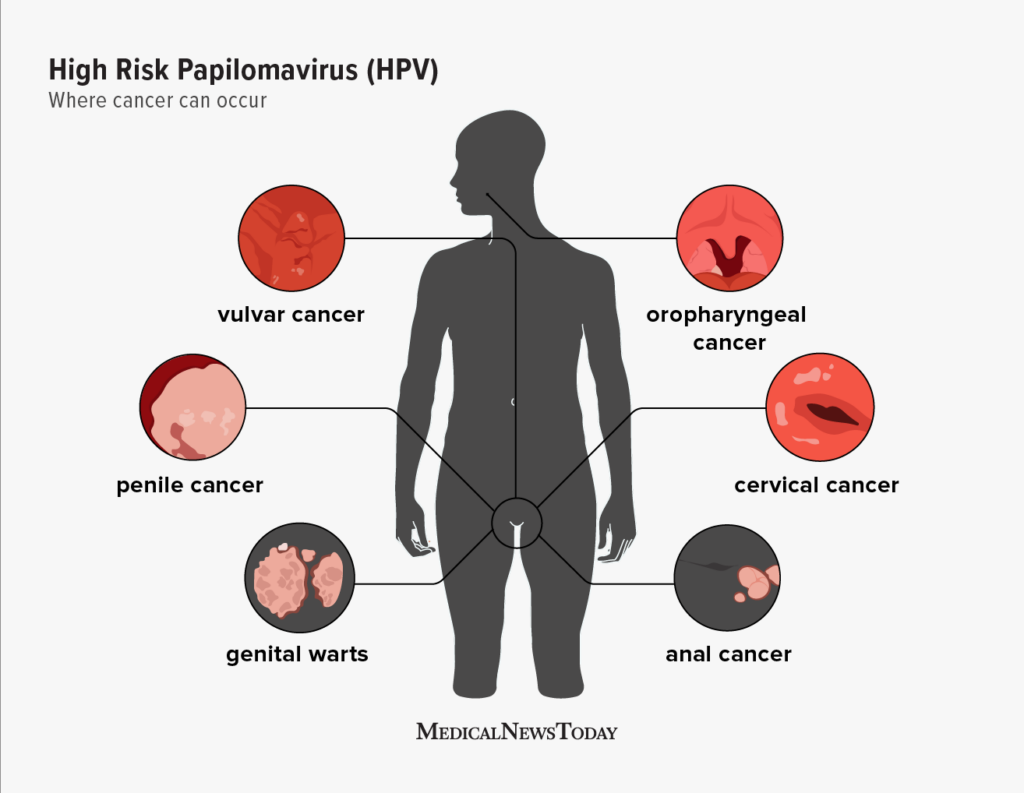 High Risk Papilomavirus (HPV)
Where cancer can occur
vulvar cancer
oropharyngeal
cancer
penile cancer
cervical cancer
genital warts
anal cancer
MEDICALNEWSTODAY